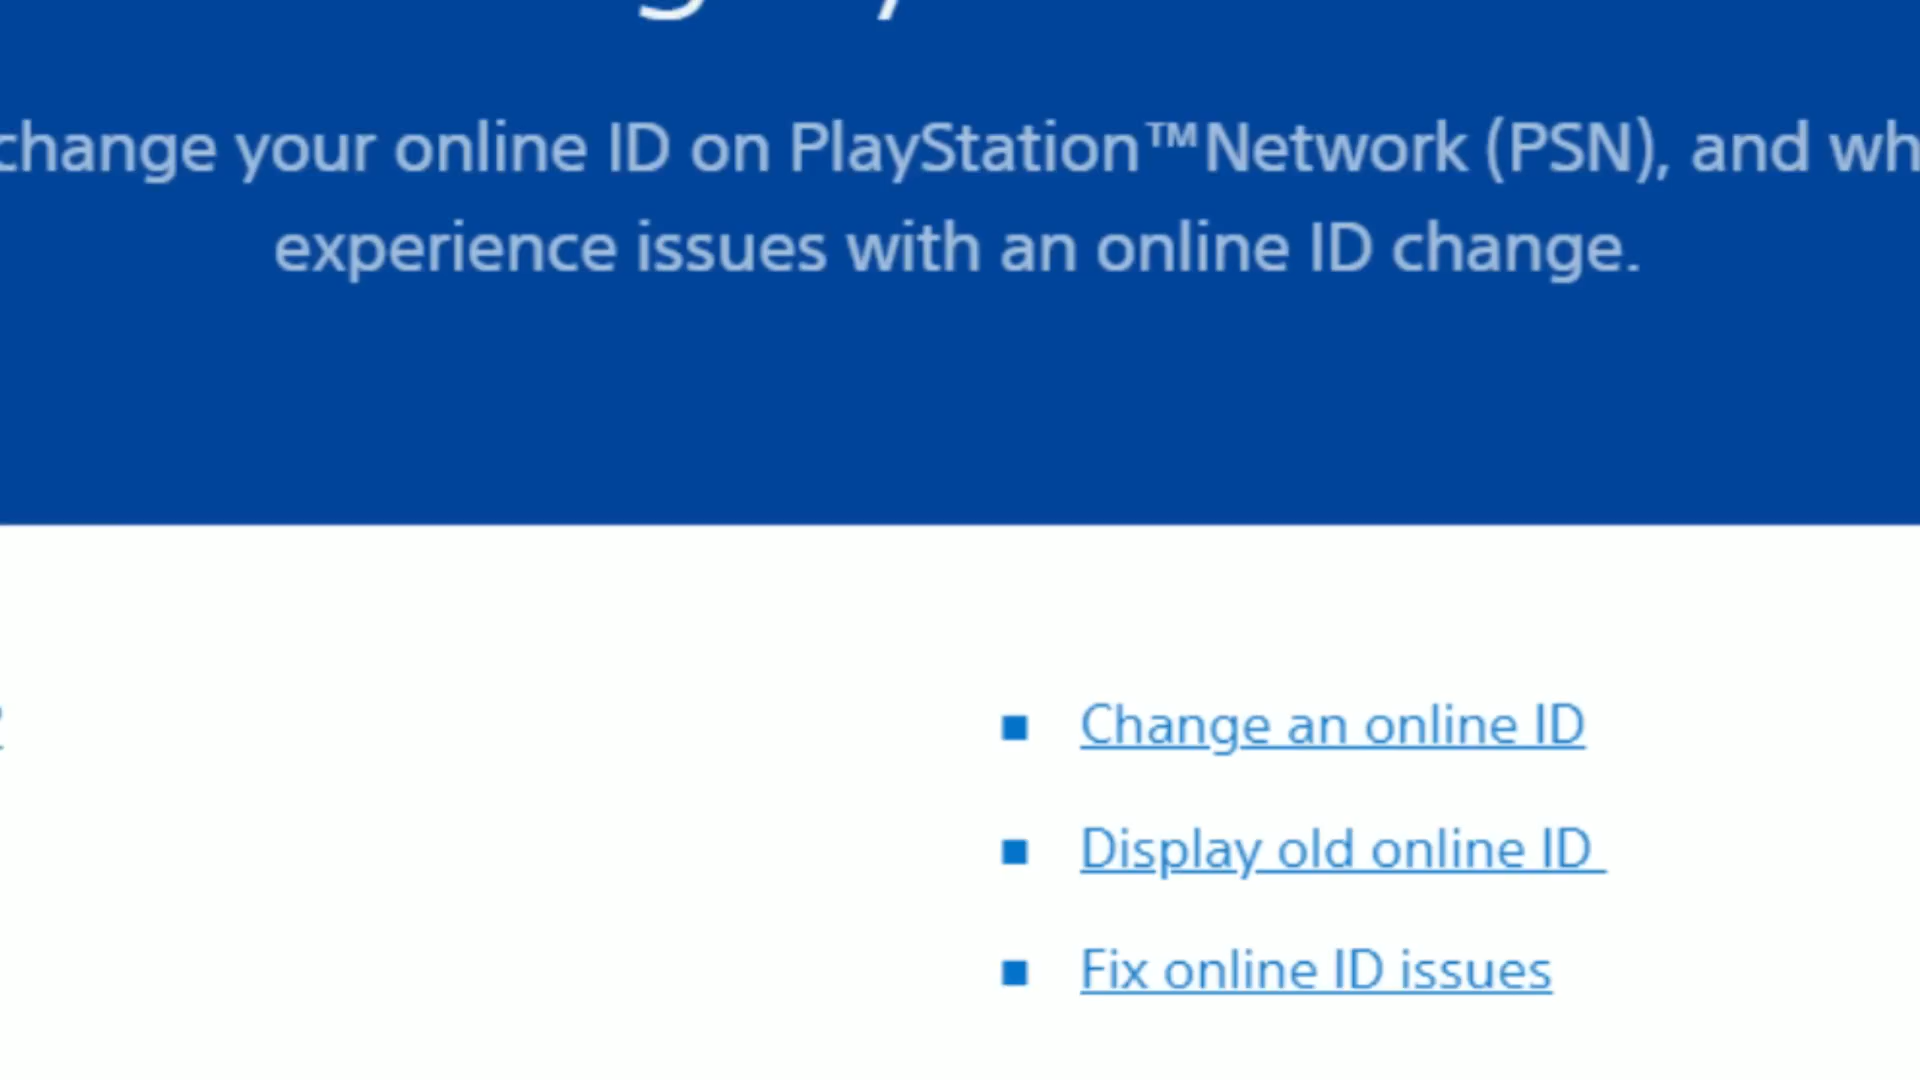 change your online ID on PlayStation™Network (PSN), and
experience issues with an online ID change.
Change an online ID
Display old online ID
Fix online ID issues